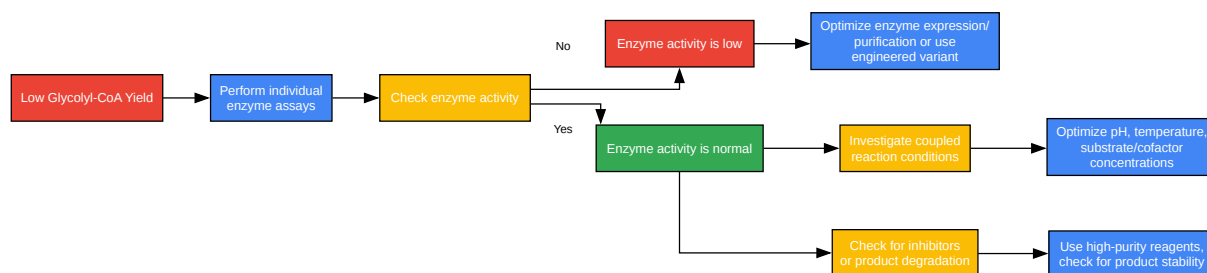 Low Glycolyl-CoA Yield
Perform individual
enzyme assays
Check enzyme activity
No
Yes
Enzyme activity is low
Optimize enzyme expression/
purification or use
engineered variant
Enzyme activity is normal
Investigate coupled
reaction conditions
Optimize pH, temperature,
substrate/cofactor
concentrations
Check for inhibitors
or product degradation
Use high-purity reagents,
check for product stability